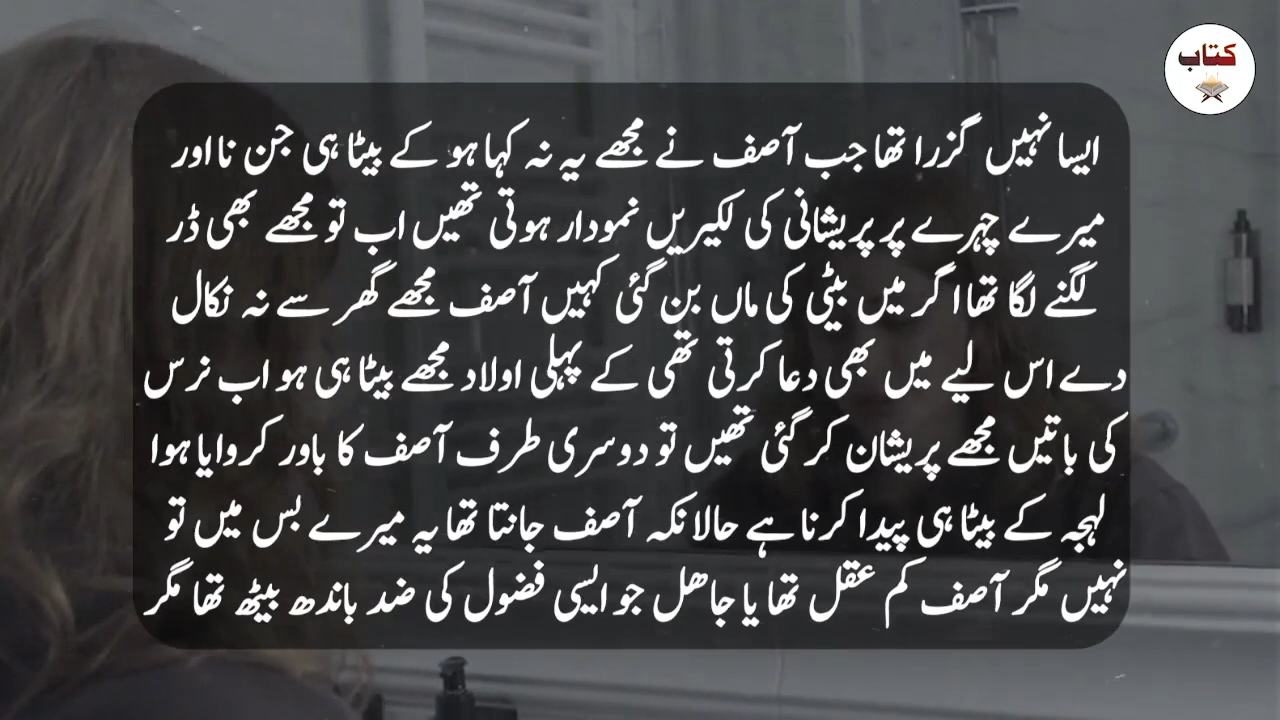 کتاب
ایسا نہیں گزرا تھا جب آصف نے مجھے یہ نہ کہا ہو کے بیٹا ہی جن نا اور
میرے چہرے پر پریشانی کی لکیریں نمودار ہوتی تھیں اب تو مجھے بھی ڈر
لگنے لگا تھا اگر میں بیٹی کی ماں بن گئی کہیں آصف مجھے گھر سے نہ نکال
دے اس لیے میں بھی دعا کرتی تھی کے پہلی اولاد مجھے بیٹا ہی ہو اب نرس
کی باتیں مجھے پریشان کر گئی تھیں تو دوسری طرف آصف کا باور کروایا ہوا
لہجہ کے بیٹا ہی پیدا کرنا ہے حالانکہ آصف جانتا تھا یہ میرے بس میں تو
نہیں مگر آصف کم عقل تھا یا جاھل جو ایسی فضول کی ضد باندھ بیٹھ تھا مگر